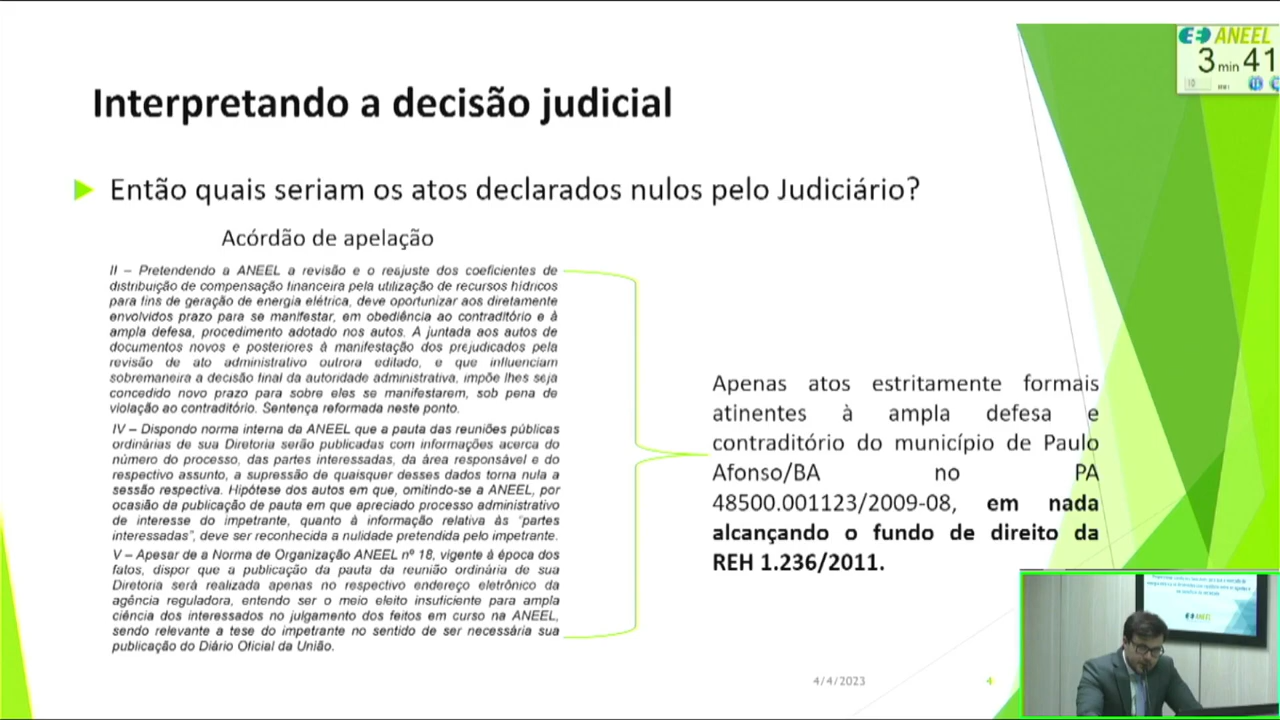 ANEEL
3 min 41
Interpretando a decisão judicial
Então quais seriam os atos declarados nulos pelo Judiciário?
Acórdão de apelação
II – Pretendendo a ANEEL a revisão e o reajuste dos coeficientes de
distribuição de compensação financeira pela utilização de recursos hídricos
para fins de geração de energia elétrica, deve oportunizar aos diretamente
envolvidos prazo para se manifestar, em obediência ao contraditório e à
ampla defesa, procedimento adotado nos autos. A juntada aos autos de
documentos novos e posteriores à manifestação dos prejudicados pela
revisão de ato administrativo outrora editado, e que influenciam
sobremaneira a decisão final da autoridade administrativa, impõe lhes seja
concedido novo prazo para sobre eles se manifestarem, sob pena de
violação ao contraditório. Sentença reformada neste ponto.
IV – Dispondo norma interna da ANEEL que a pauta das reuniões públicas
ordinárias de sua Diretoria serão publicadas com informações acerca do
número do processo, das partes interessadas, da área responsável e do
respectivo assunto, a supressão de quaisquer desses dados torna nula a
sessão respectiva. Hipótese dos autos em que, omitindo-se a ANEEL, por
ocasião da publicação de pauta em que apreciado processo administrativo
de interesse do impetrante, quanto à informação relativa às "partes
interessadas", deve ser reconhecida a nulidade pretendida pelo impetrante.
V – Apesar de a Norma de Organização ANEEL nº 18, vigente à época dos
fatos, dispor que a publicação da pauta da reunião ordinária de sua
Diretoria será realizada apenas no respectivo endereço eletrônico da
agência reguladora, entendo ser o meio eleito insuficiente para ampla
ciência dos interessados no julgamento dos feitos em curso na ANEEL,
sendo relevante a tese do impetrante no sentido de ser necessária sua
publicação do Diário Oficial da União.
Apenas atos estritamente formais
atinentes à ampla defesa e
contraditório do município de Paulo
Afonso/BA no PA
48500.001123/2009-08, em nada
alcançando o fundo de direito da
REH 1.236/2011.
4/4/2023
4
ANEEL